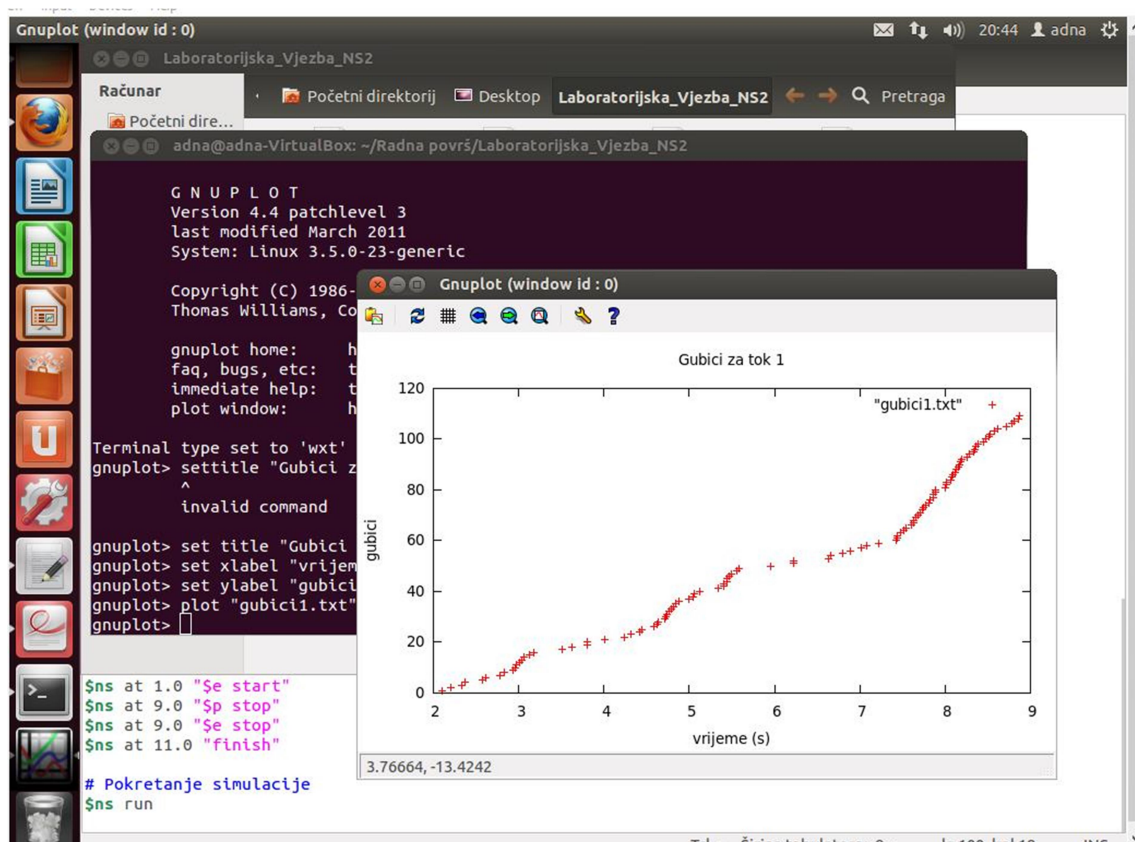 Gnuplot (window id : 0)
20:44 adna
Laboratorijska_Vjezba_NS2
Računar
Početni direktorij Desktop Laboratorijska_Vjezba_NS2 Pretraga
Početni dire...
adna@adna-VirtualBox: ~/Radna površ/Laboratorijska_Vjezba_NS2
G N U P L O T
Version 4.4 patchlevel 3
last modified March 2011
System: Linux 3.5.0-23-generic
Copyright (C) 1986-
Thomas Williams, Co
gnuplot home: h
faq, bugs, etc: t
immediate help: t
plot window: h
Terminal type set to 'wxt'
gnuplot> settitle "Gubici z
^
invalid command
gnuplot> set title "Gubici
gnuplot> set xlabel "vrijem
gnuplot> set ylabel "gubici
gnuplot> plot "gubici1.txt"
gnuplot>
Gnuplot (window id : 0)
Gubici za tok 1
"gubici1.txt"
120
100
80
60
40
20
0
gubici
2 3 4 5 6 7 8 9
vrijeme (s)
3.76664, -13.4242
$ns at 1.0 "$e start"
$ns at 9.0 "$p stop"
$ns at 9.0 "$e stop"
$ns at 11.0 "finish"
# Pokretanje simulacije
$ns run